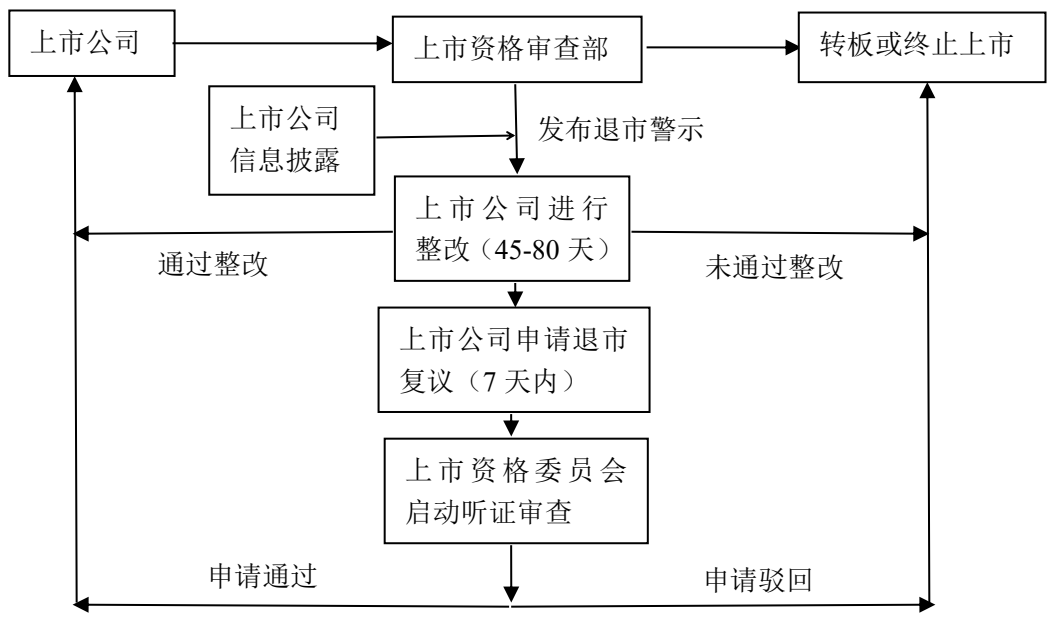 上市公司
上市资格审查部
转板或终止上市
上市公司
信息披露
发布退市警示
上市公司进行
整改（45-80 天）
通过整改
未通过整改
上市公司申请退市
复议（7 天内）
上市资格委员会
启动听证审查
申请通过
申请驳回